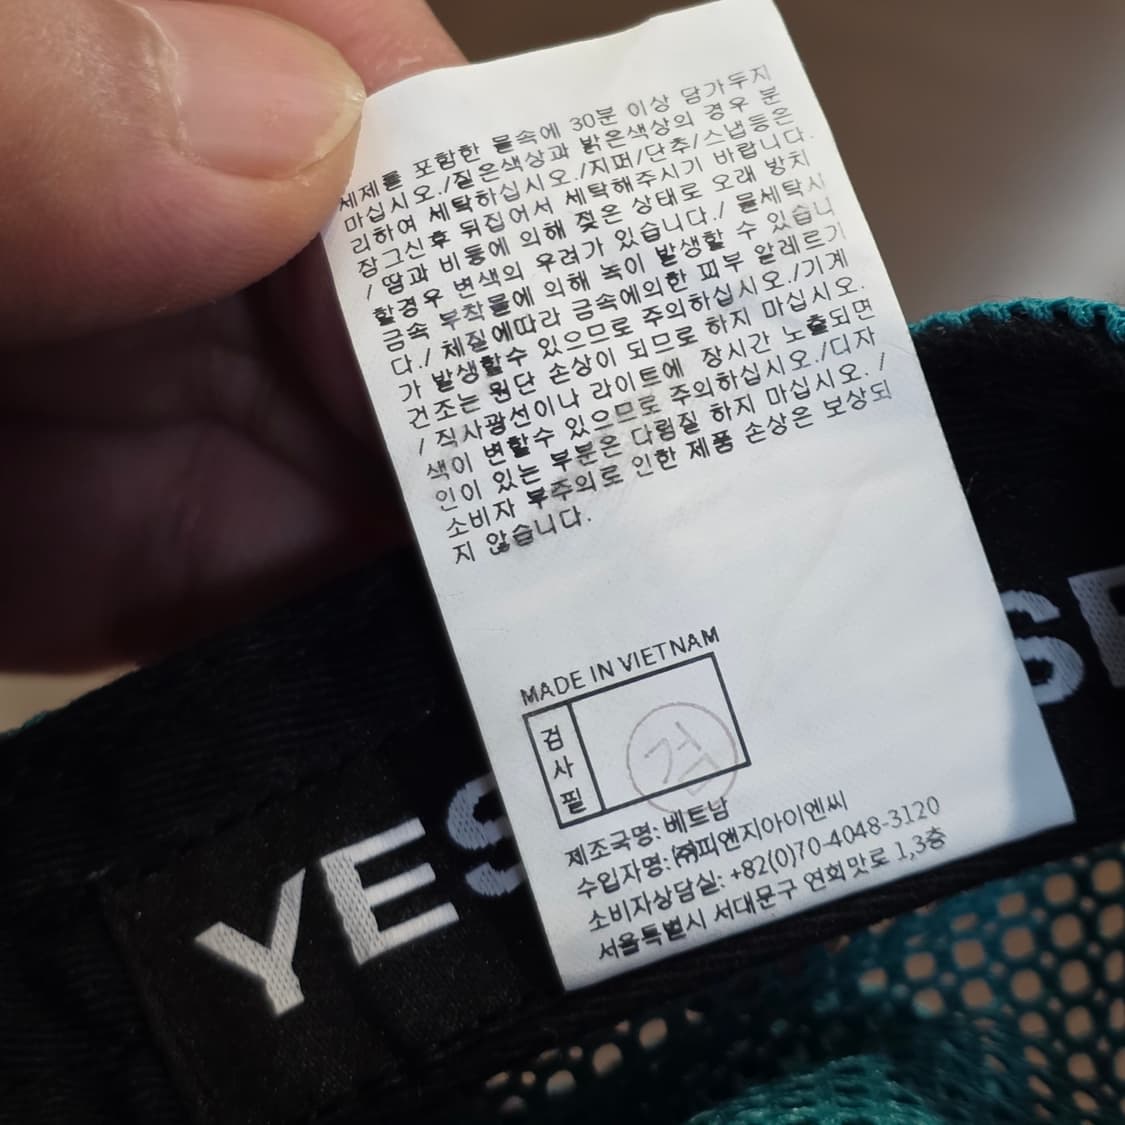 세제를 포함한 물속에 30분 이상 담가두지
마십시오./짙은색상과 밝은색상의 경우 분
리하여 세탁하십시오./지퍼/단추/스냅등은
잠그신후 뒤집어서 세탁해주시기 바랍니다.
/ 땀과 비등에 의해 젖은 상태로 오래 방치
할경우 변색의 우려가 있습니다./ 물세탁시
금속 부착물에 의해 녹이 발생할 수 있습니
다./ 체질에따라 금속에의한 피부 알레르기
가 발생할수 있으므로 주의하십시오./기계
건조는 원단 손상이 되므로 하지 마십시오.
/직사광선이나 라이트에 장시간 노출되면
색이 변할수 있으므로 주의하십시오./디자
인이 있는 부분은 다림질 하지 마십시오. /
소비자 부주의로 인한 제품 손상은 보상되
지 않습니다.
MADE IN VIETNAM
검사필
검
제조국명: 베트남
수입자명: ㈜피앤지아이엔씨
소비자상담실: +82(0)70-4048-3120
서울특별시 서대문구 연희맛로 1,3층
YES
SE